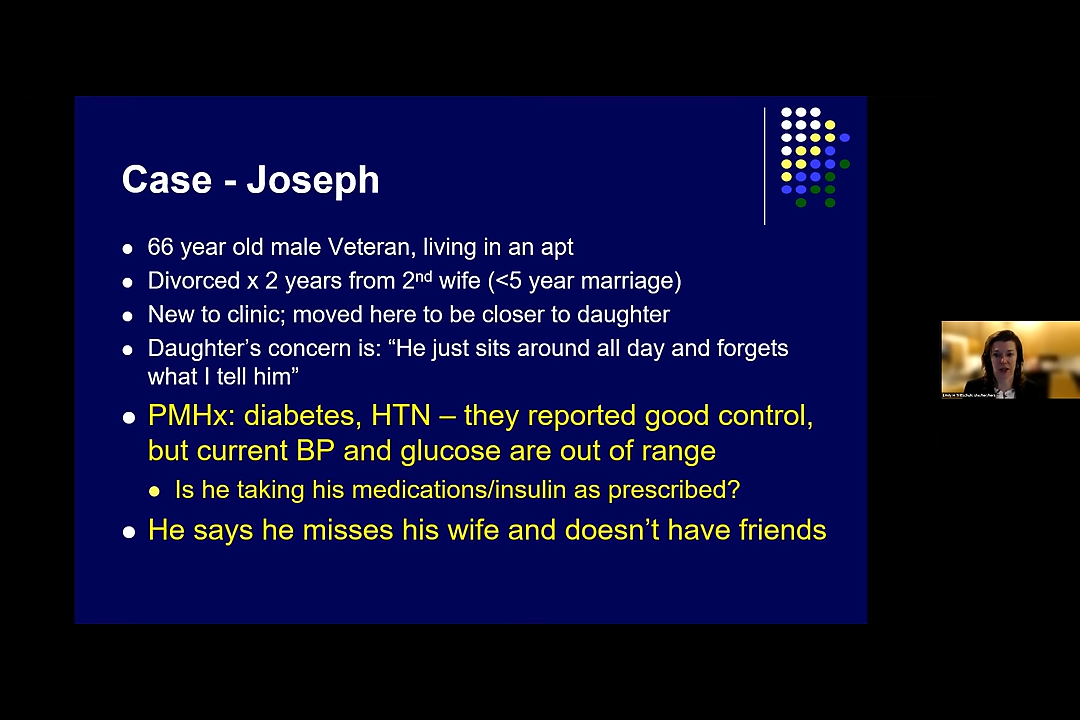 Case - Joseph
66 year old male Veteran, living in an apt
Divorced x 2 years from 2nd wife (<5 year marriage)
New to clinic; moved here to be closer to daughter
Daughter’s concern is: “He just sits around all day and forgets
what I tell him”
PMHx: diabetes, HTN – they reported good control,
but current BP and glucose are out of range
Is he taking his medications/insulin as prescribed?
He says he misses his wife and doesn’t have friends